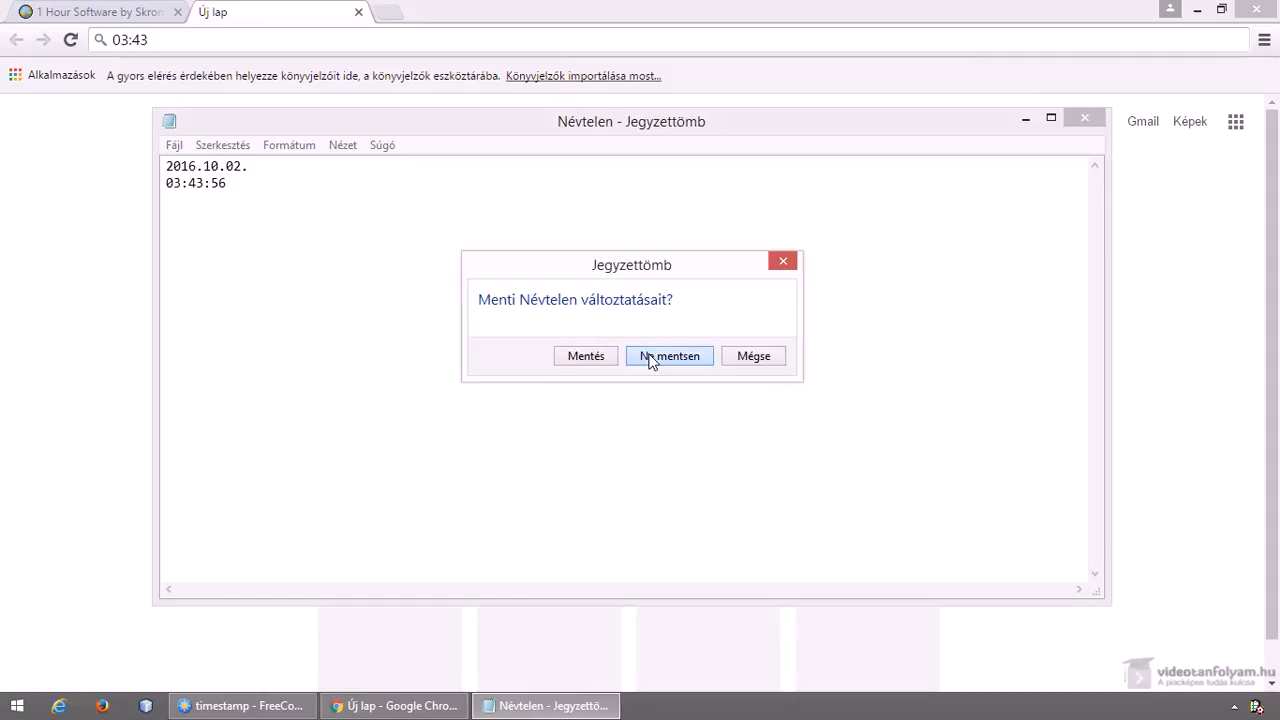 1 Hour Software by Skrom
Új lap
03:43
Alkalmazások
A gyors elérés érdekében helyezze könyvjelzőit ide, a könyvjelzők eszköztárába. Könyvjelzők importálása most...
Gmail Képek
Névtelen - Jegyzettömb
Fájl Szerkesztés Formátum Nézet Súgó
2016.10.02.
03:43:56
Jegyzettömb
Menti Névtelen változtatásait?
Mentés Ne mentsen Mégse
videotanfolyam.hu
A piacképes tudás kulcsa
timestamp - FreeCo...
Új lap - Google Chro...
Névtelen - Jegyzettö...